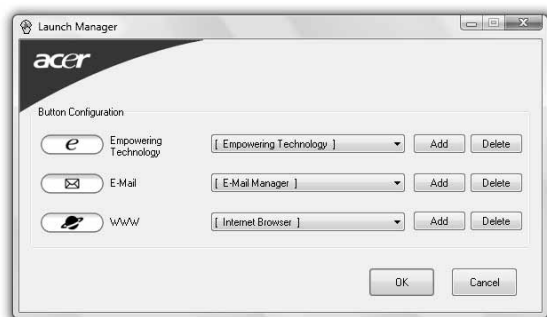 Launch Manager
acer
Button Configuration
e
Empowering
Technology
[ Empowering Technology ]
Add
Delete
E-Mail
[ E-Mail Manager ]
Add
Delete
WWW
[ Internet Browser ]
Add
Delete
OK
Cancel